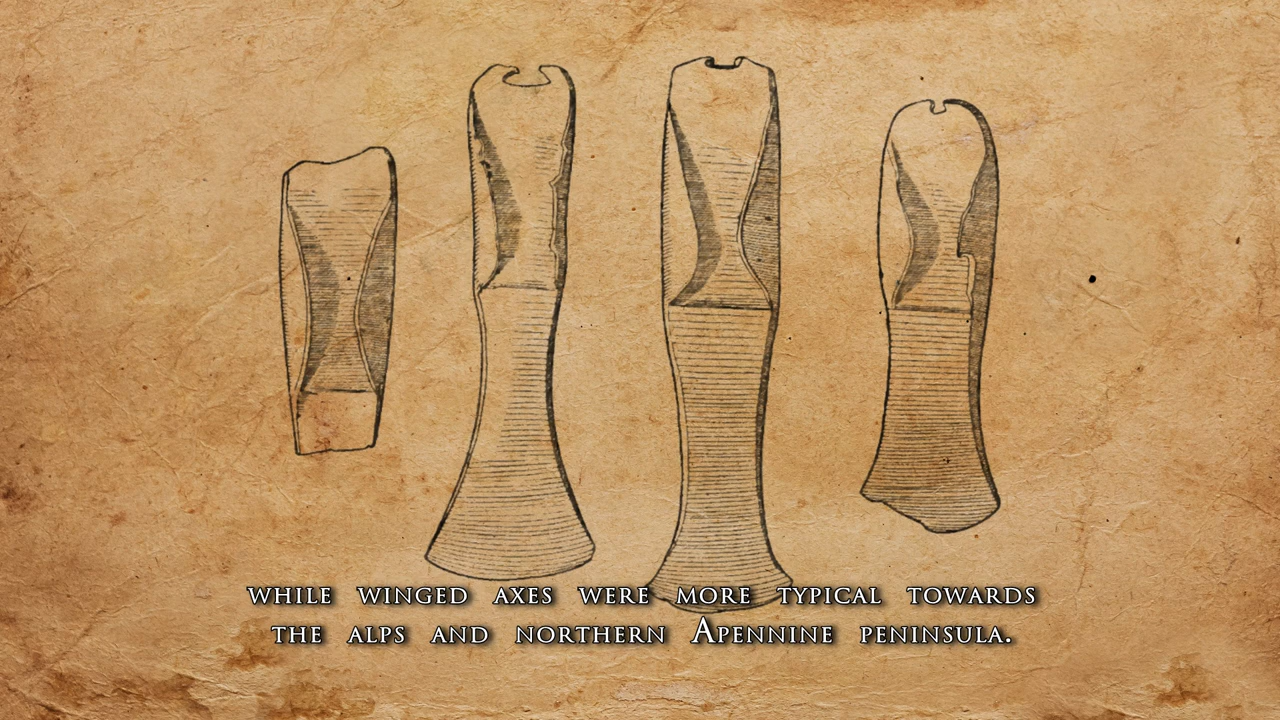 while winged axes were more typical towards
the alps and northern Apennine peninsula.